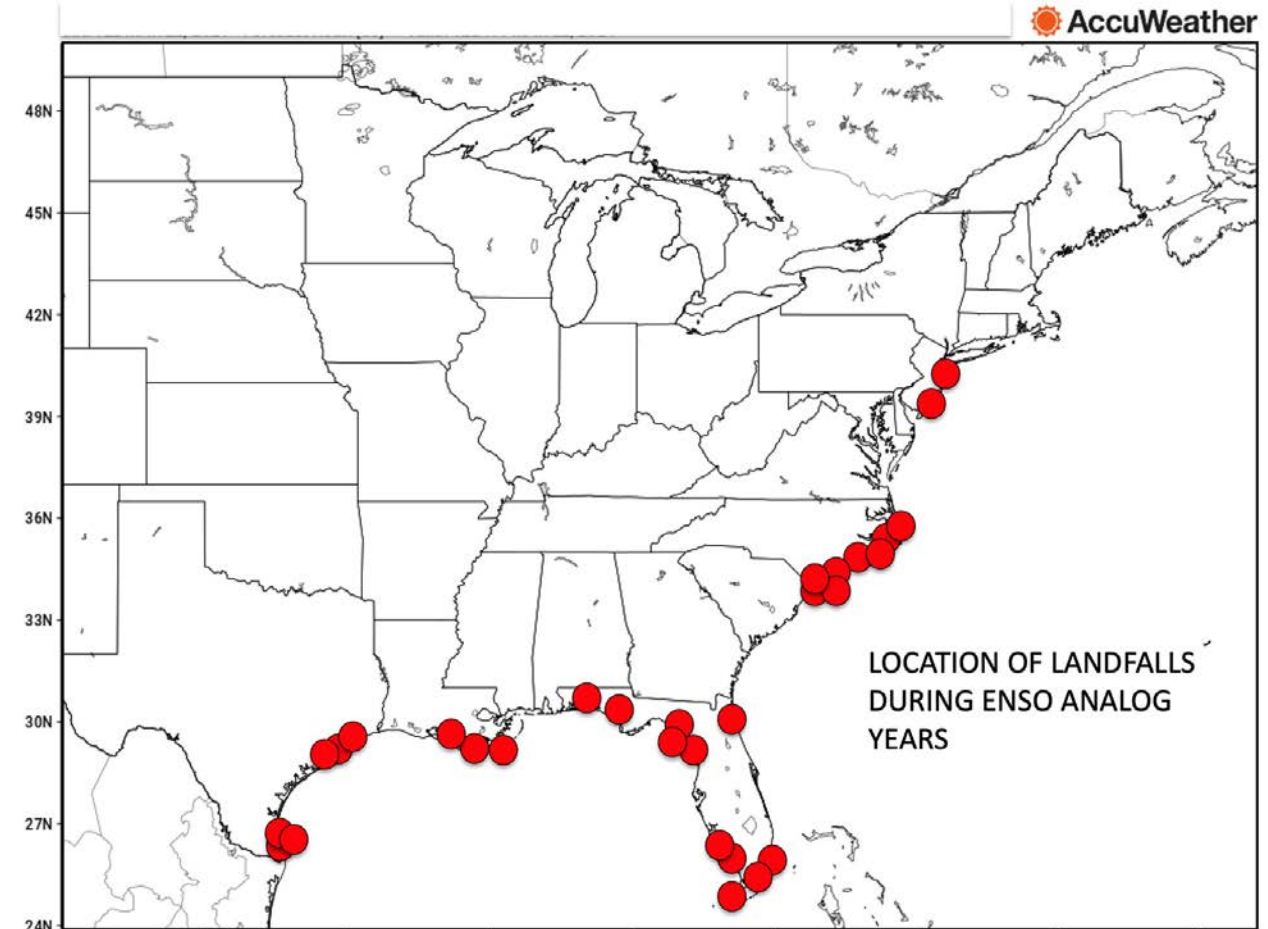 AccuWeather
48N
45N
42N
39N
36N
33N
30N
27N
24N
LOCATION OF LANDFALLS
DURING ENSO ANALOG
YEARS